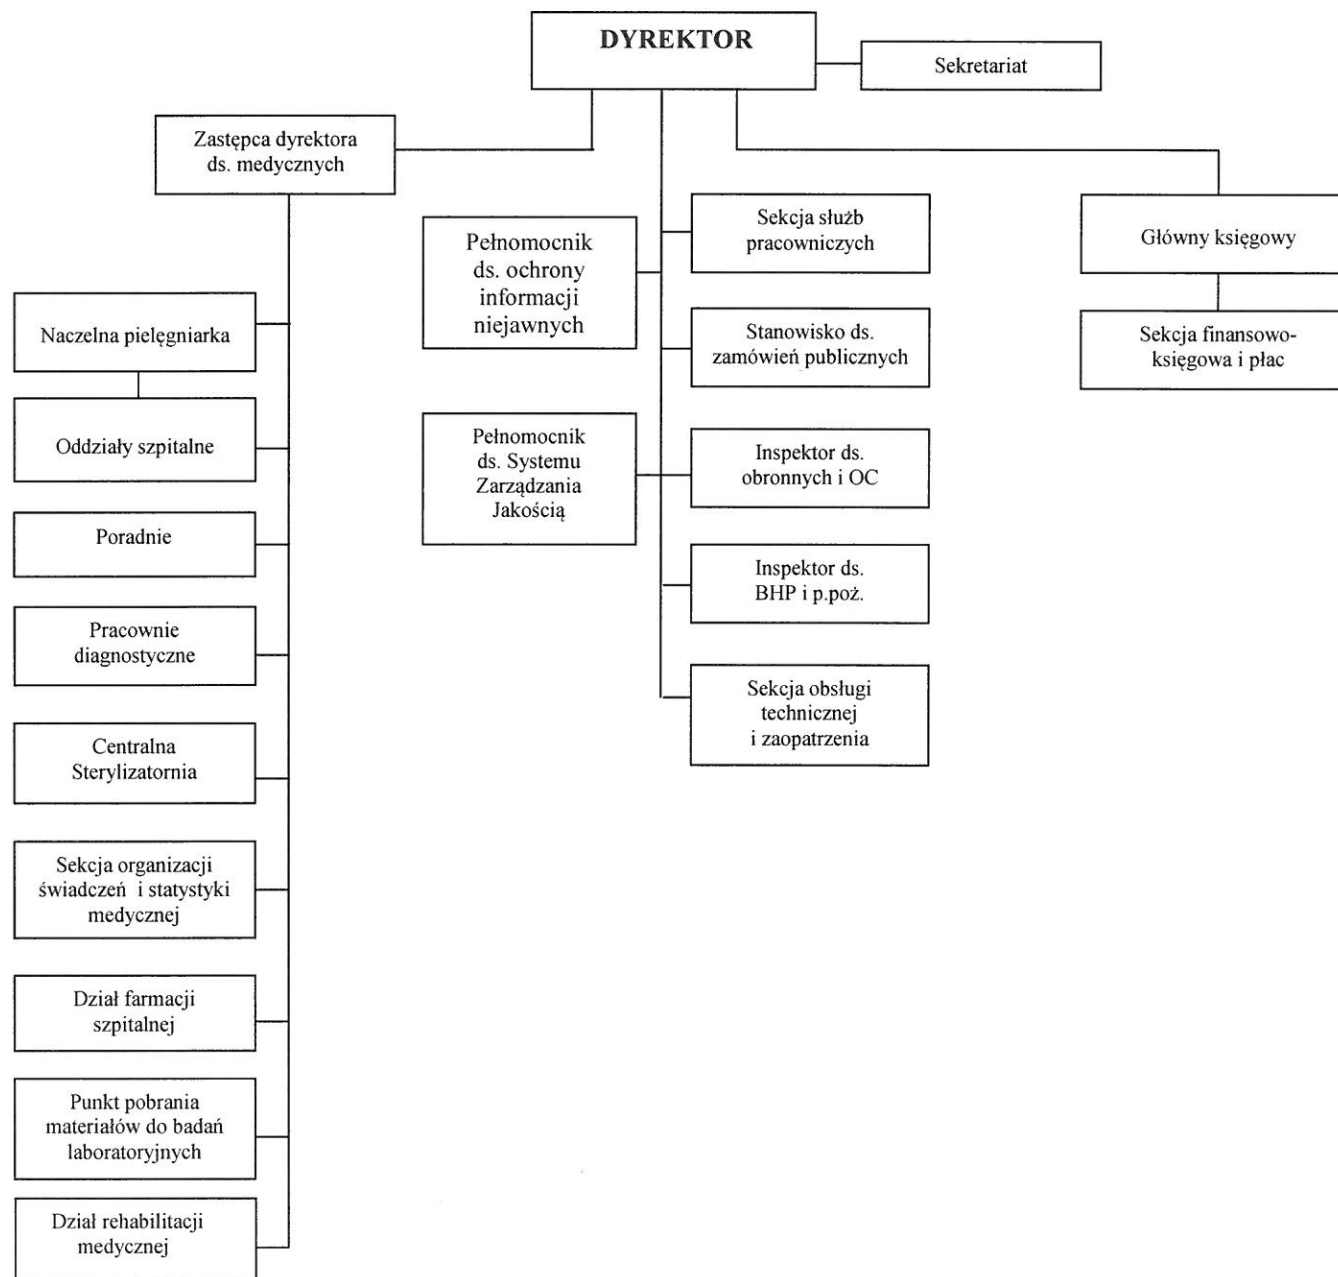 DYREKTOR
Sekretariat
Zastępca dyrektora
ds. medycznych
Naczelna pielęgniarka
Oddziały szpitalne
Poradnie
Pracownie
diagnostyczne
Centralna
Sterylizatornia
Sekcja organizacji
świadczeń i statystyki
medycznej
Dział farmacji
szpitalnej
Punkt pobrania
materiałów do badań
laboratoryjnych
Dział rehabilitacji
medycznej
Pełnomocnik
ds. ochrony
informacji
niejawnych
Pełnomocnik
ds. Systemu
Zarządzania
Jakością
Sekcja służb
pracowniczych
Stanowisko ds.
zamówień publicznych
Inspektor ds.
obronnych i OC
Inspektor ds.
BHP i p.poż.
Sekcja obsługi
technicznej
i zaopatrzenia
Główny księgowy
Sekcja finansowo-
księgowa i płac